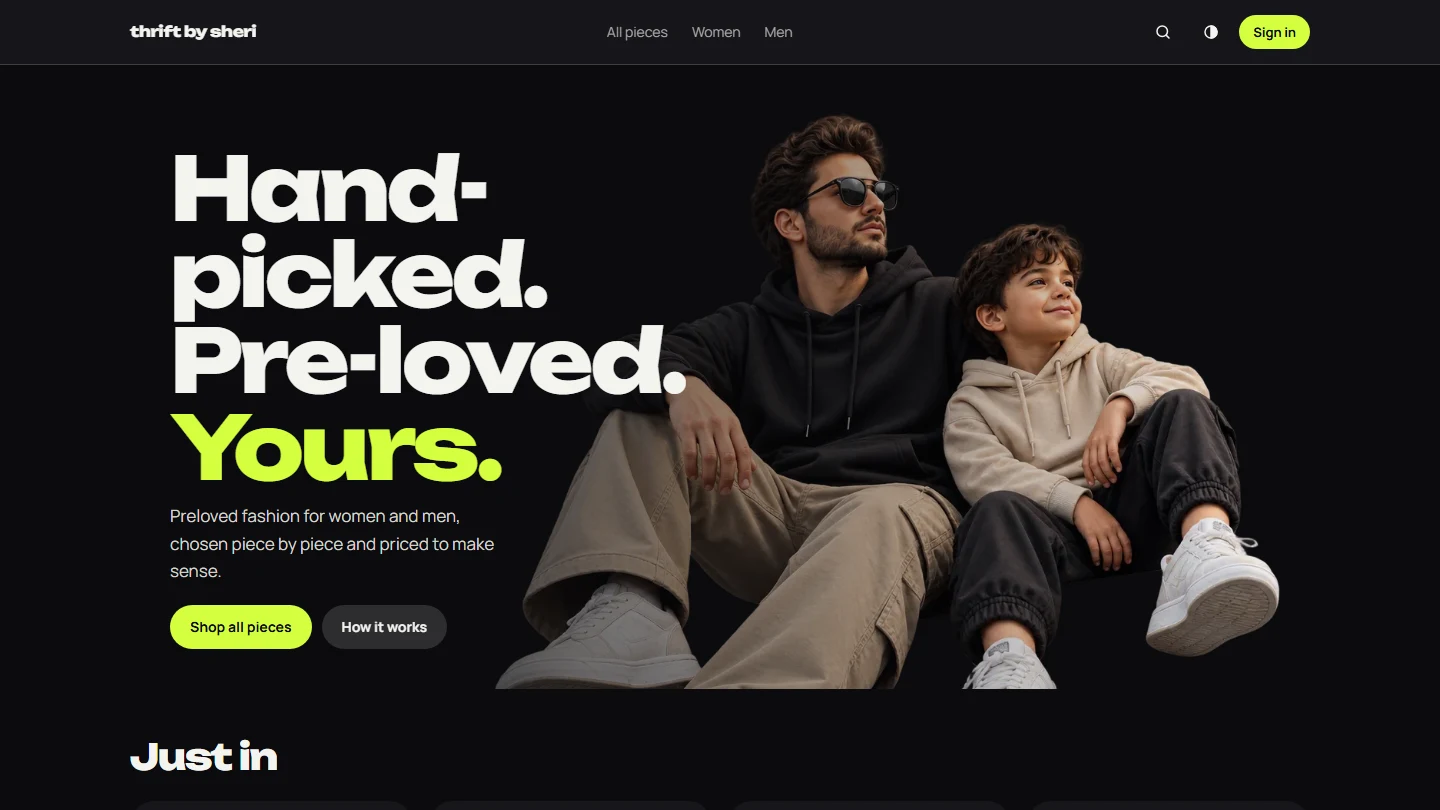 thrift by sheri
All pieces
Women
Men
Sign in
Hand-
picked.
Pre-loved.
Yours.
Preloved fashion for women and men,
chosen piece by piece and priced to make
sense.
Shop all pieces
How it works
Just in